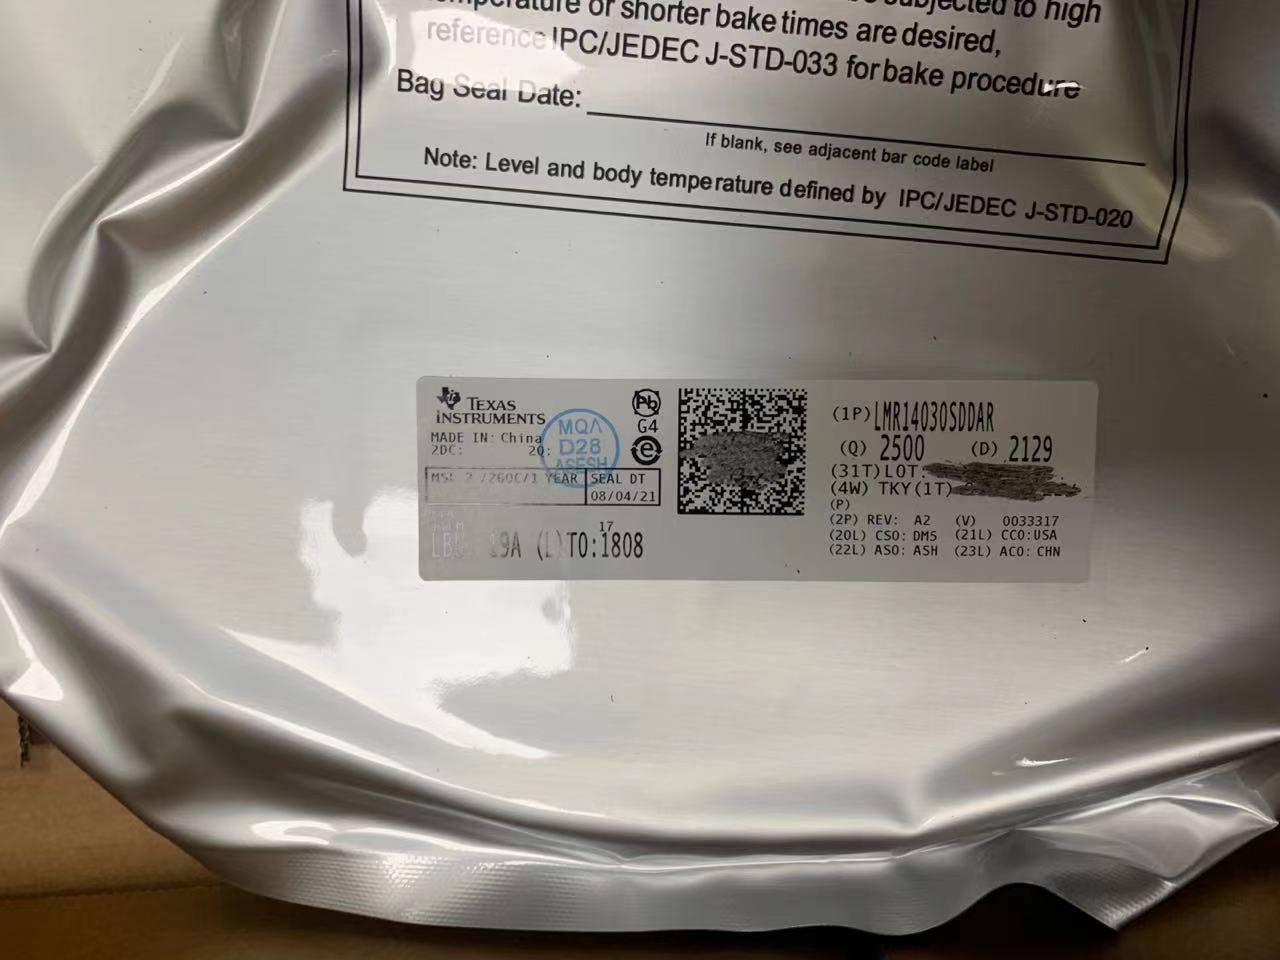 subjected to high
temperature or shorter bake times are desired,
reference IPC/JEDEC J-STD-033 for bake procedure
Bag Seal Date:
If blank, see adjacent bar code label
Note: Level and body temperature defined by IPC/JEDEC J-STD-020
TEXAS
INSTRUMENTS
MADE IN: China
2DC: 2Q:
MQA
D28
ASESH
Pb
G4
e
MSL 2 /260C/1 YEAR
SEAL DT
08/04/21
19A (L)TO:1808
17
(1P) LMR14030SDDAR
(Q) 2500 (D) 2129
(31T) LOT:
(4W) TKY (1T)
(P)
(2P) REV: A2 (V) 0033317
(20L) CSO: DM5 (21L) CCO:USA
(22L) ASO: ASH (23L) ACO: CHN